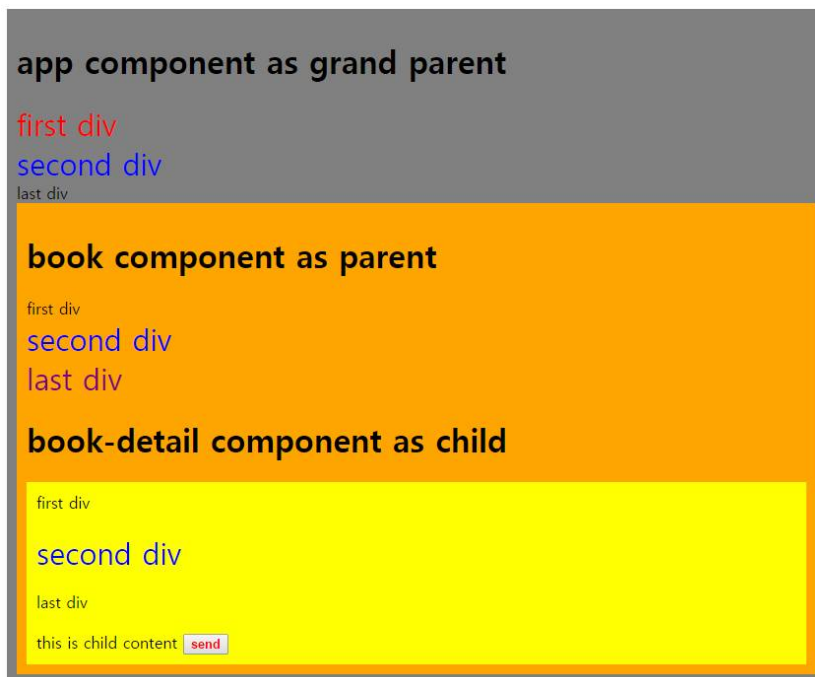 app component as grand parent
first div
second div
last div
book component as parent
first div
second div
last div
book-detail component as child
first div
second div
last div
this is child content send